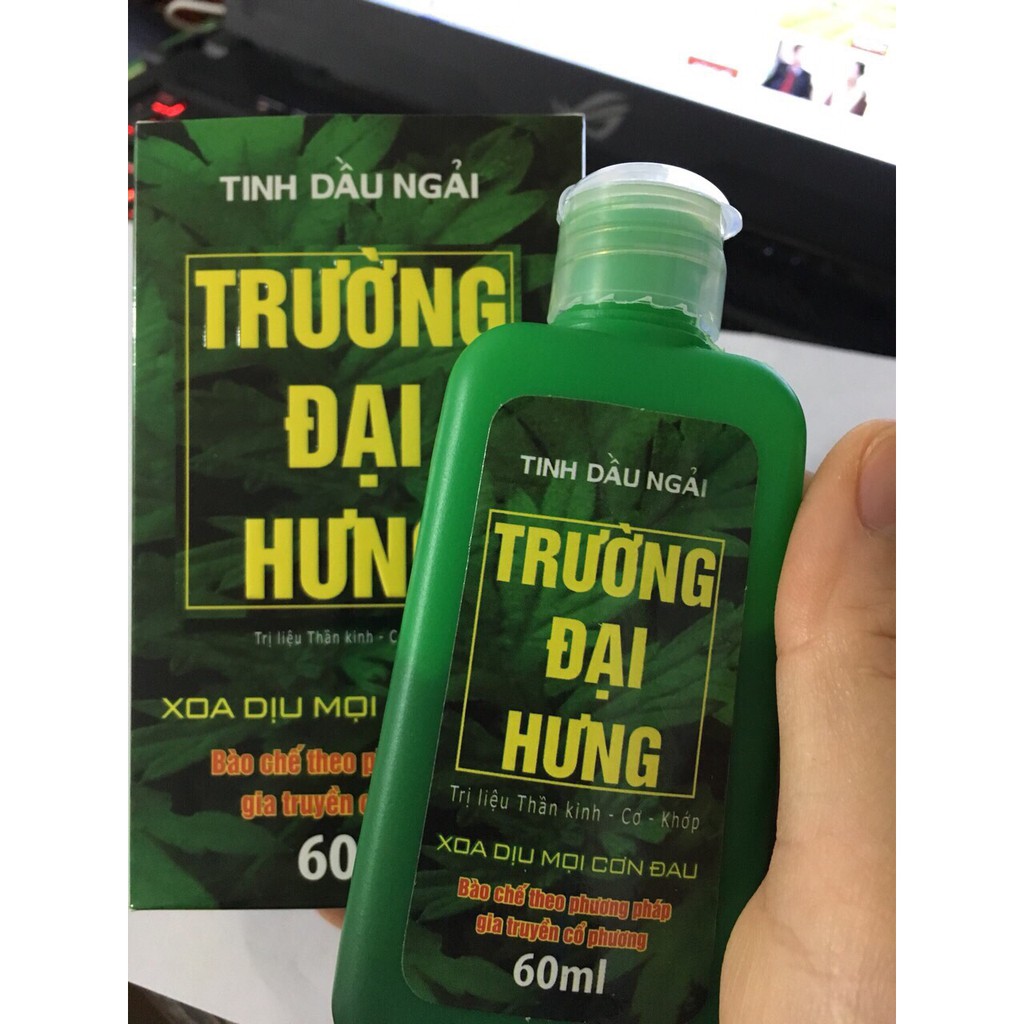 TINH DẦU NGẢI
TRƯỜNG
ĐẠI
HƯNG
Trị liệu Thần kinh - C
XOA DỊU MỌI
Bào chế theo
gia truyền
60
TINH DẦU NGẢI
TRƯỜNG
ĐẠI
HƯNG
Trị liệu Thần kinh - Cơ - Khớp
XOA DỊU MỌI CƠN ĐAU
Bào chế theo phương pháp
gia truyền cổ phương
60ml